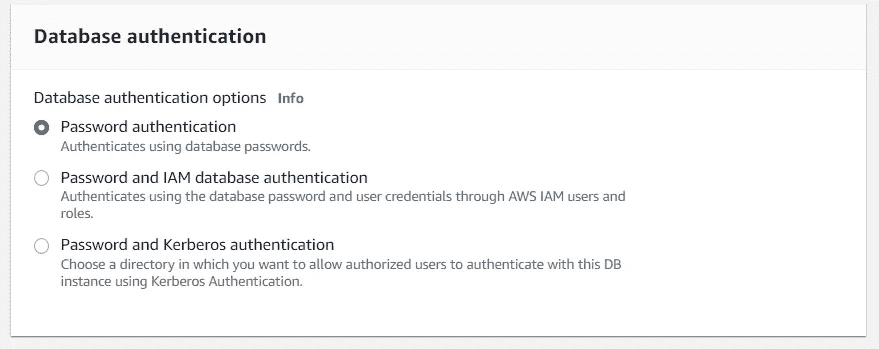 Database authentication
Database authentication options Info
Password authentication
Authenticates using database passwords.
Password and IAM database authentication
Authenticates using the database password and user credentials through AWS IAM users and
roles.
Password and Kerberos authentication
Choose a directory in which you want to allow authorized users to authenticate with this DB
instance using Kerberos Authentication.